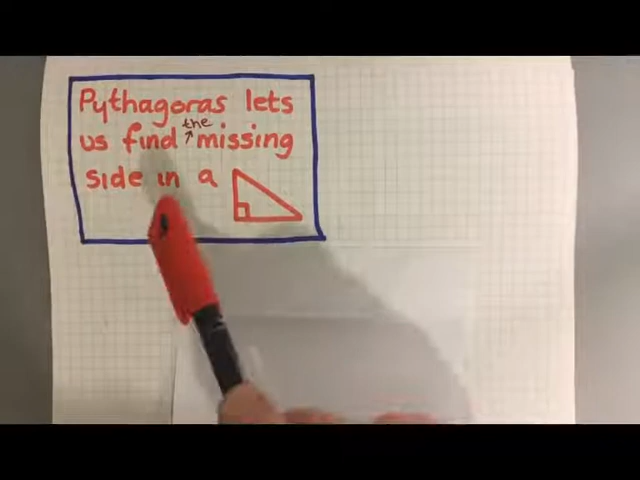 Pythagoras lets
us find the missing
side in a